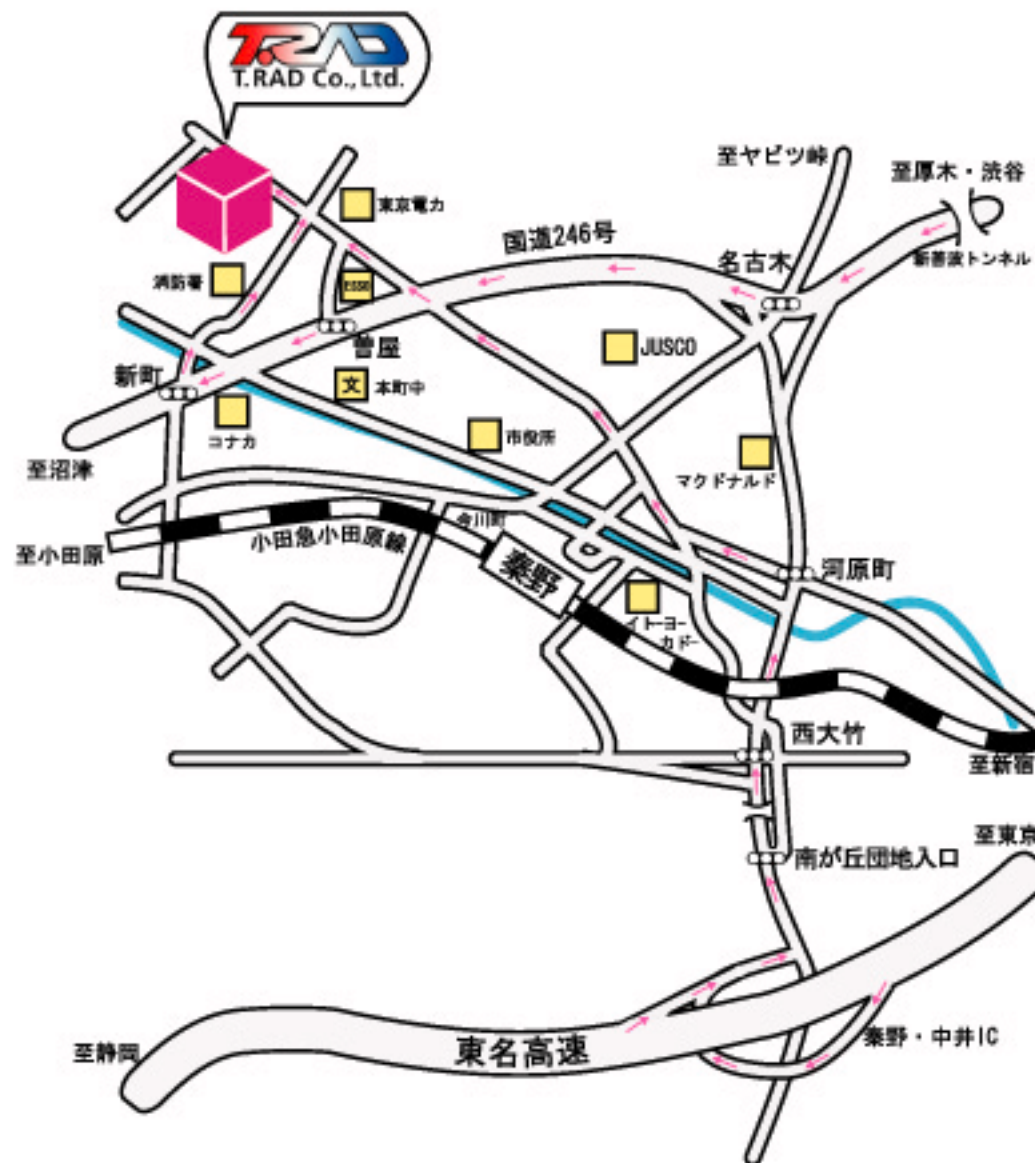 T.RAD
T.RAD Co., Ltd.
至ヤビツ峠
至厚木・渋谷
東京電力
国道246号
名古木
新善波トンネル
消防署
ESSO
曽屋
JUSCO
新町
文
本町中
コナカ
市役所
至沼津
マクドナルド
至小田原
小田急小田原線
秦野
河原町
イトーヨー
カドー
西大竹
至新宿
至東京
南が丘団地入口
至静岡
東名高速
秦野・中井IC